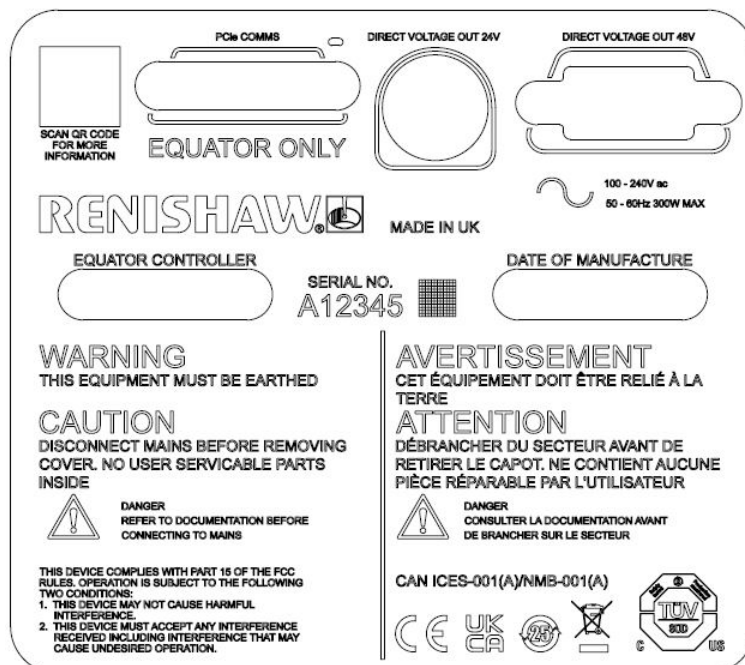 PCIe COMMS
DIRECT VOLTAGE OUT 24V
DIRECT VOLTAGE OUT 48V
SCAN QR CODE
FOR MORE
INFORMATION
EQUATOR ONLY
100 - 240V ac
50 - 60Hz 300W MAX
RENISHAW®
MADE IN UK
EQUATOR CONTROLLER
SERIAL NO.
A12345
DATE OF MANUFACTURE
WARNING
THIS EQUIPMENT MUST BE EARTHED
CAUTION
DISCONNECT MAINS BEFORE REMOVING
COVER. NO USER SERVICABLE PARTS
INSIDE
DANGER
REFER TO DOCUMENTATION BEFORE
CONNECTING TO MAINS
THIS DEVICE COMPLIES WITH PART 15 OF THE FCC
RULES. OPERATION IS SUBJECT TO THE FOLLOWING
TWO CONDITIONS:
1. THIS DEVICE MAY NOT CAUSE HARMFUL
INTERFERENCE.
2. THIS DEVICE MUST ACCEPT ANY INTERFERENCE
RECEIVED INCLUDING INTERFERENCE THAT MAY
CAUSE UNDESIRED OPERATION.
AVERTISSEMENT
CET ÉQUIPEMENT DOIT ÊTRE RELIÉ À LA
TERRE
ATTENTION
DÉBRANCHER DU SECTEUR AVANT DE
RETIRER LE CAPOT. NE CONTIENT AUCUNE
PIÈCE RÉPARABLE PAR L'UTILISATEUR
DANGER
CONSULTER LA DOCUMENTATION AVANT
DE BRANCHER SUR LE SECTEUR
CAN ICES-001(A)/NMB-001(A)
CE
UK
CA
25
TÜV
SÜD
C US